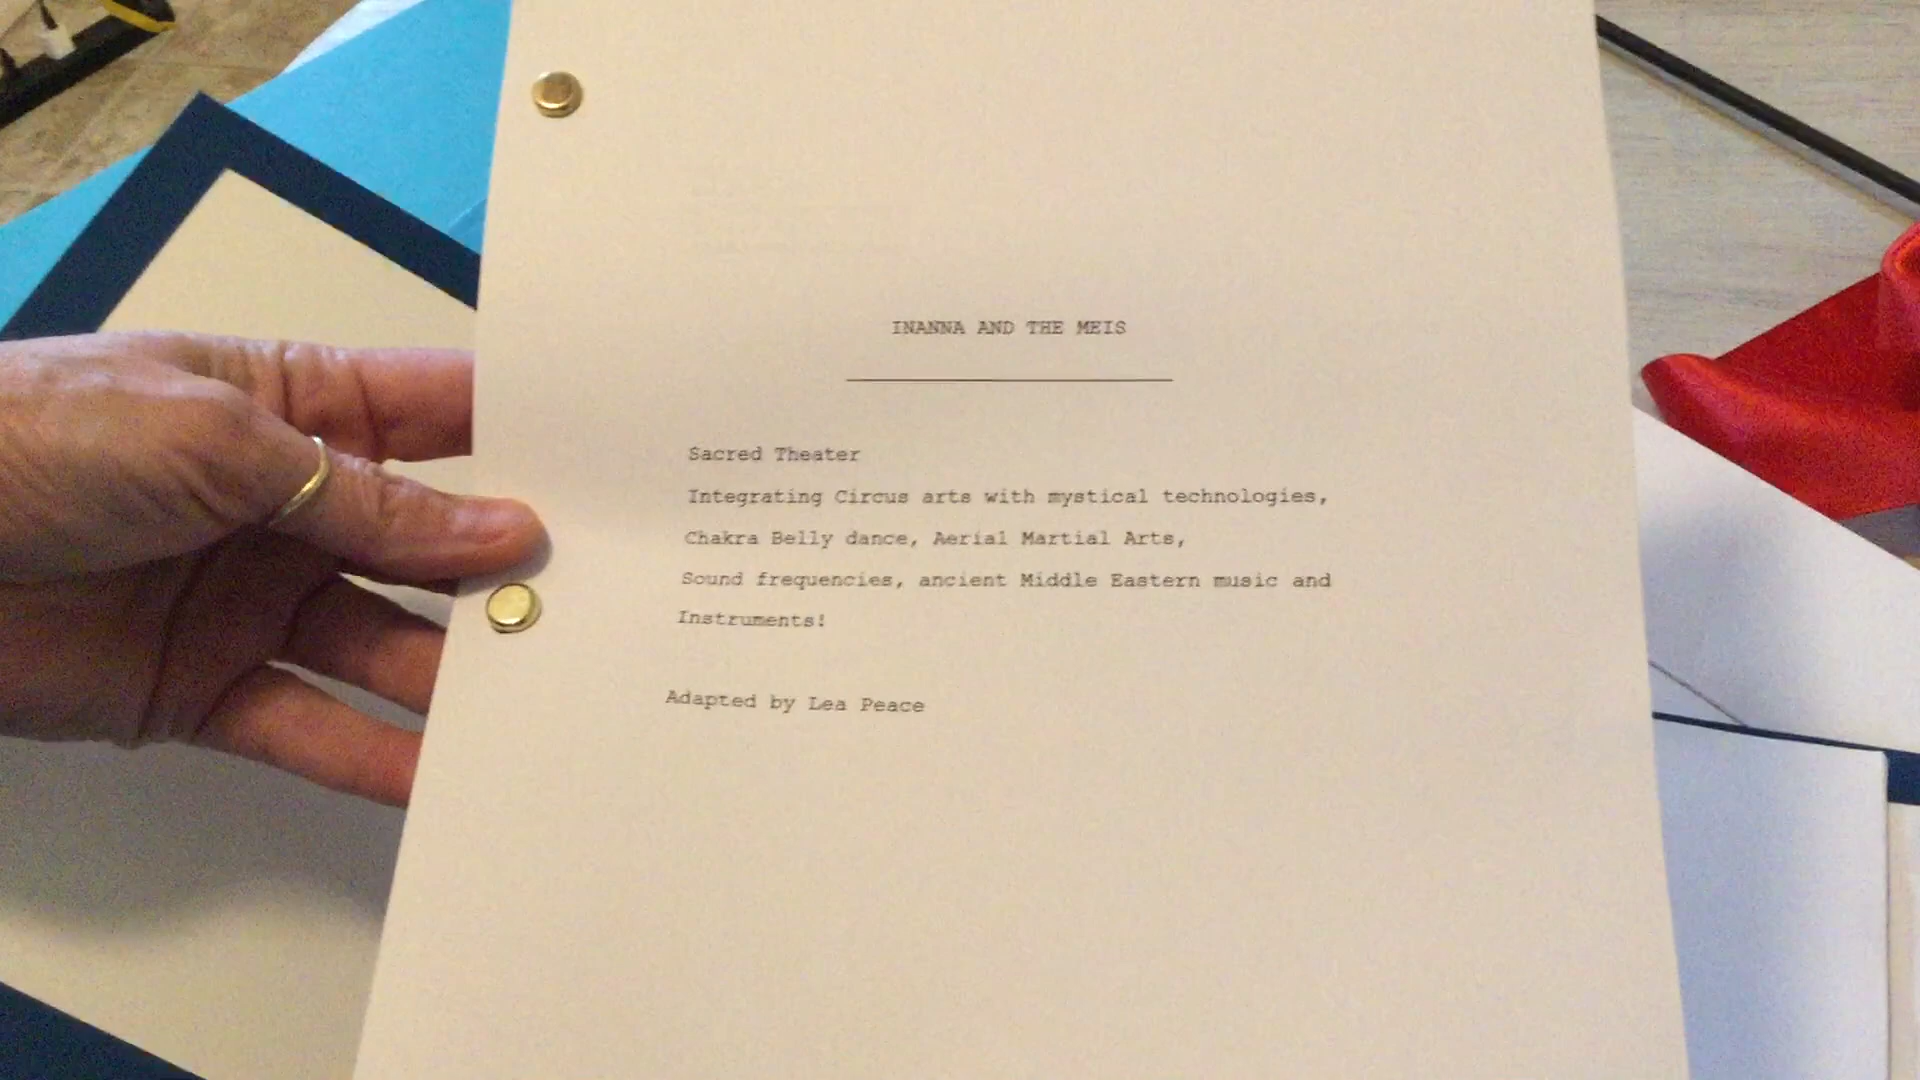 INANNA AND THE MEIS
Sacred Theater
Integrating Circus arts with mystical technologies,
Chakra Belly dance, Aerial Martial Arts,
Sound frequencies, ancient Middle Eastern music and
Instruments!
Adapted by Lea Peace